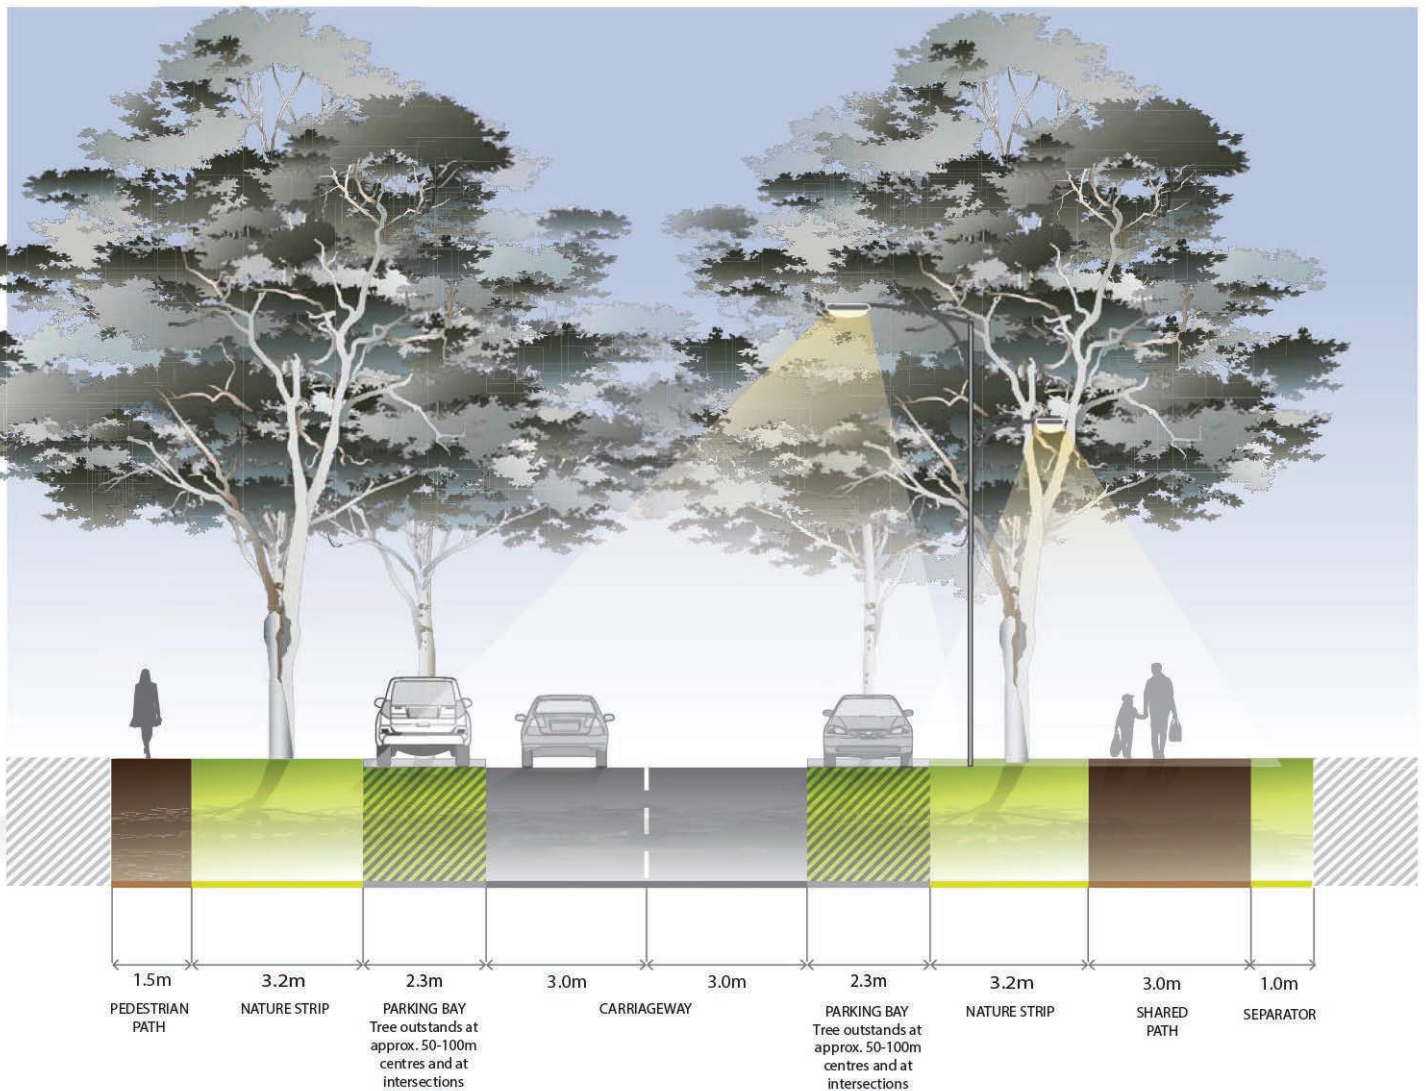 1.5m
PEDESTRIAN
PATH
3.2m
NATURE STRIP
2.3m
PARKING BAY
Tree outstands at
approx. 50-100m
centres and at
intersections
3.0m
3.0m
CARRIAGEWAY
2.3m
PARKING BAY
Tree outstands at
approx. 50-100m
centres and at
intersections
3.2m
NATURE STRIP
3.0m
SHARED
PATH
1.0m
SEPARATOR